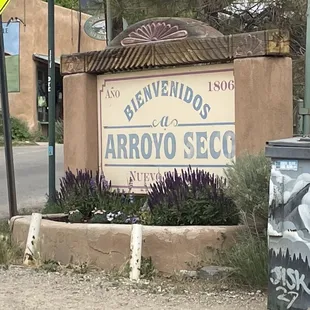 Año 1806
BIENVENIDOS
a
ARROYO SECO
NUEVO